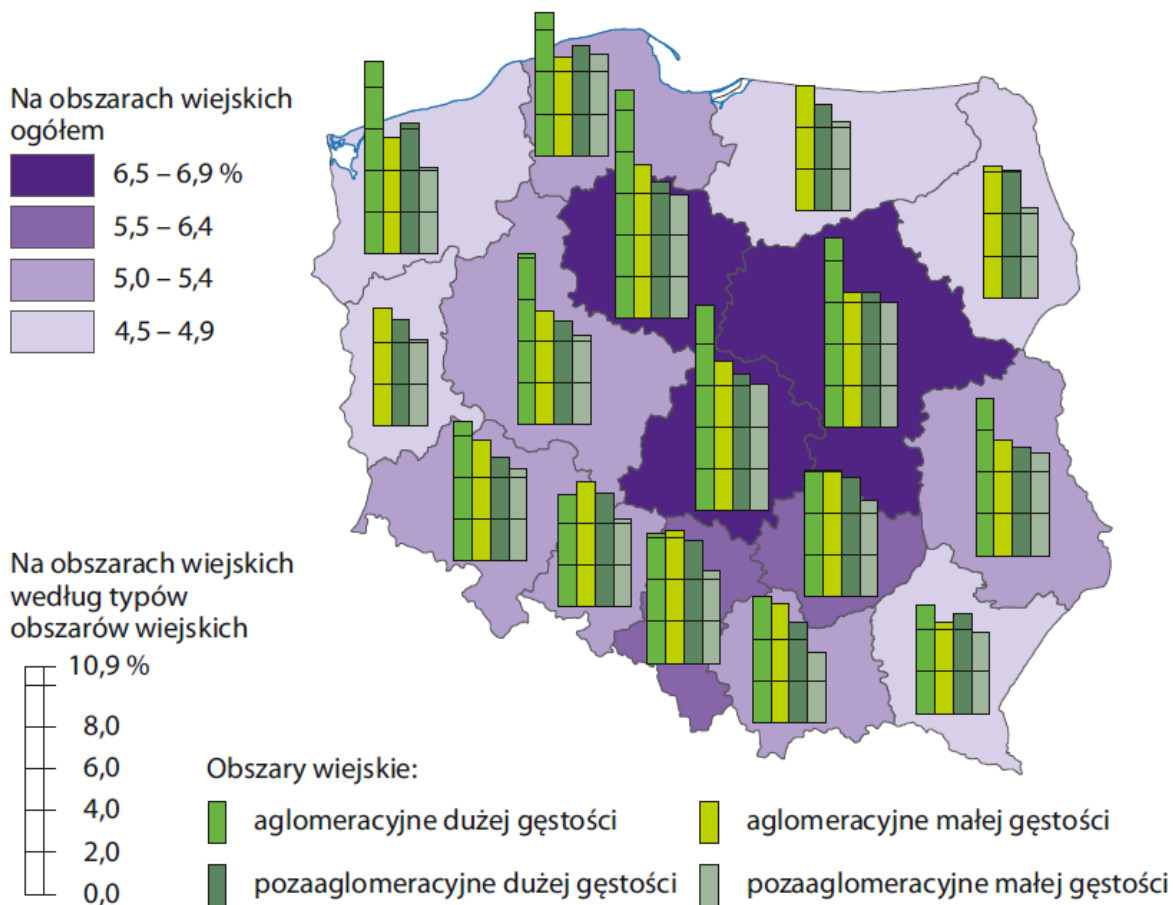 Na obszarach wiejskich
ogółem
6,5 – 6,9 %
5,5 – 6,4
5,0 – 5,4
4,5 – 4,9
Na obszarach wiejskich
według typów
obszarów wiejskich
10,9 %
8,0
6,0
4,0
2,0
0,0
Obszary wiejskie:
aglomeracyjne dużej gęstości
aglomeracyjne małej gęstości
pozaaglomeracyjne dużej gęstości
pozaaglomeracyjne małej gęstości